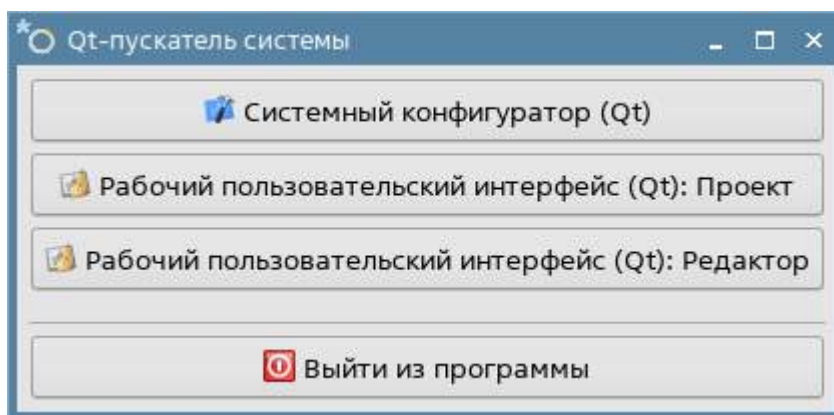 Qt-пускатель системы
Системный конфигуратор (Qt)
Рабочий пользовательский интерфейс (Qt): Проект
Рабочий пользовательский интерфейс (Qt): Редактор
Выйти из программы